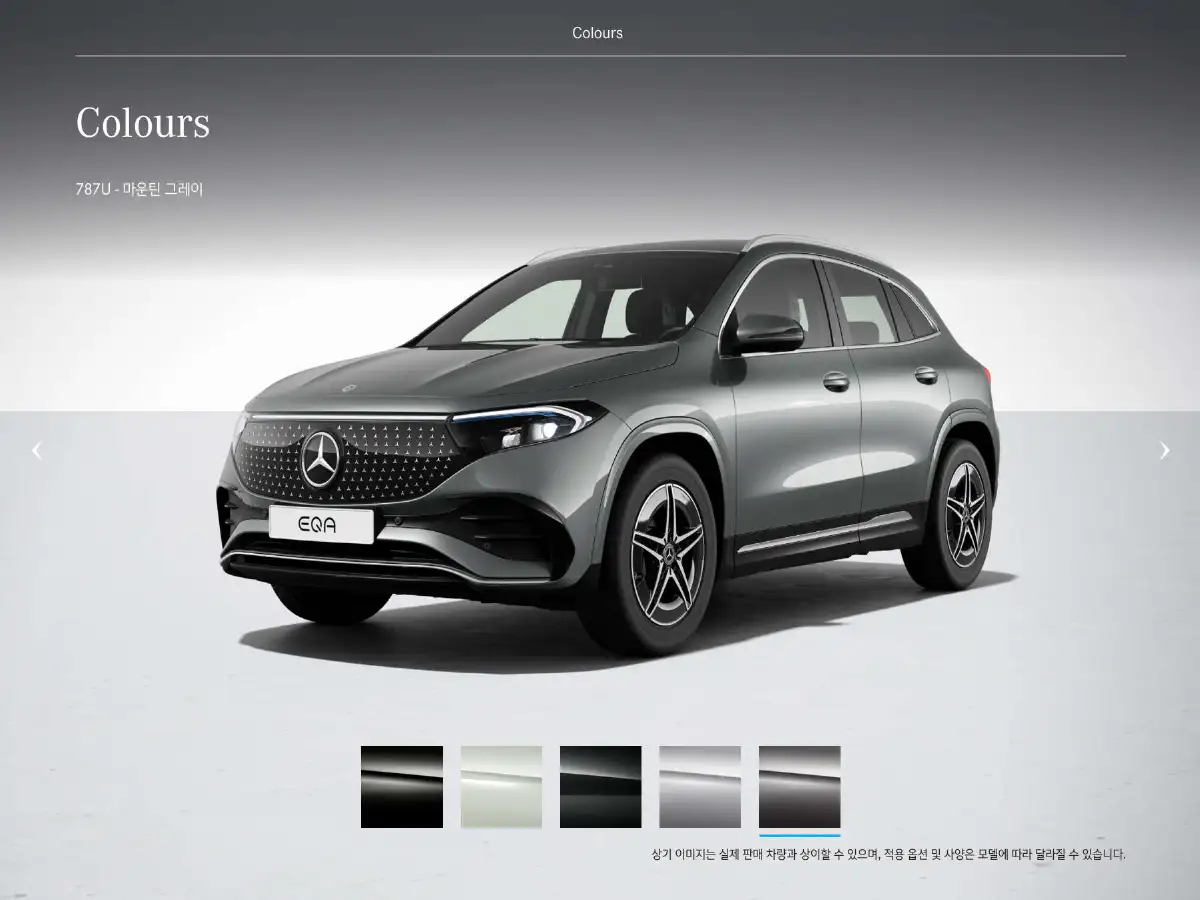 Colours
Colours
787U - 마운틴 그레이
EQA
상기 이미지는 실제 판매 차량과 상이할 수 있으며, 적용 옵션 및 사양은 모델에 따라 달라질 수 있습니다.